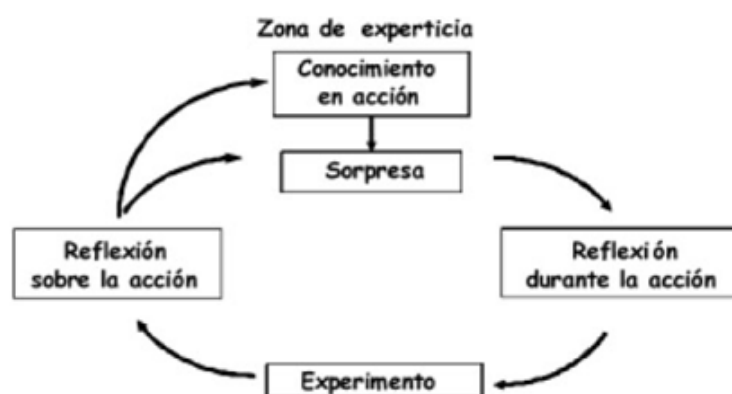 Zona de experticia
Conocimiento
en acción
Sorpresa
Reflexión
durante la acción
Experimento
Reflexión
sobre la acción